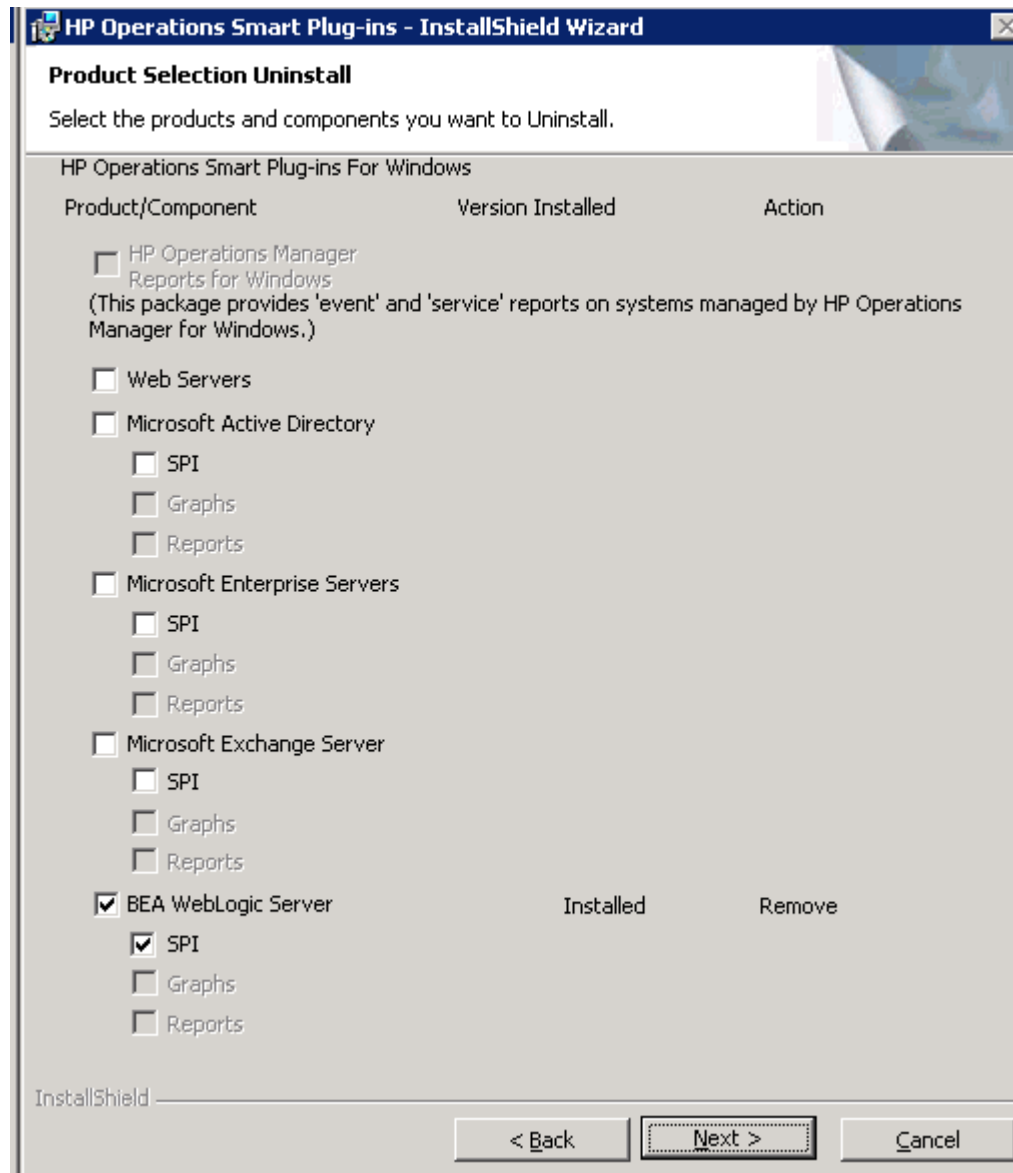 HP Operations Smart Plug-ins - InstallShield Wizard
Product Selection Uninstall
Select the products and components you want to Uninstall.
HP Operations Smart Plug-ins For Windows
Product/Component Version Installed Action
HP Operations Manager
Reports for Windows
(This package provides 'event' and 'service' reports on systems managed by HP Operations
Manager for Windows.)
Web Servers
Microsoft Active Directory
SPI
Graphs
Reports
Microsoft Enterprise Servers
SPI
Graphs
Reports
Microsoft Exchange Server
SPI
Graphs
Reports
BEA WebLogic Server Installed Remove
SPI
Graphs
Reports
InstallShield
< Back Next > Cancel